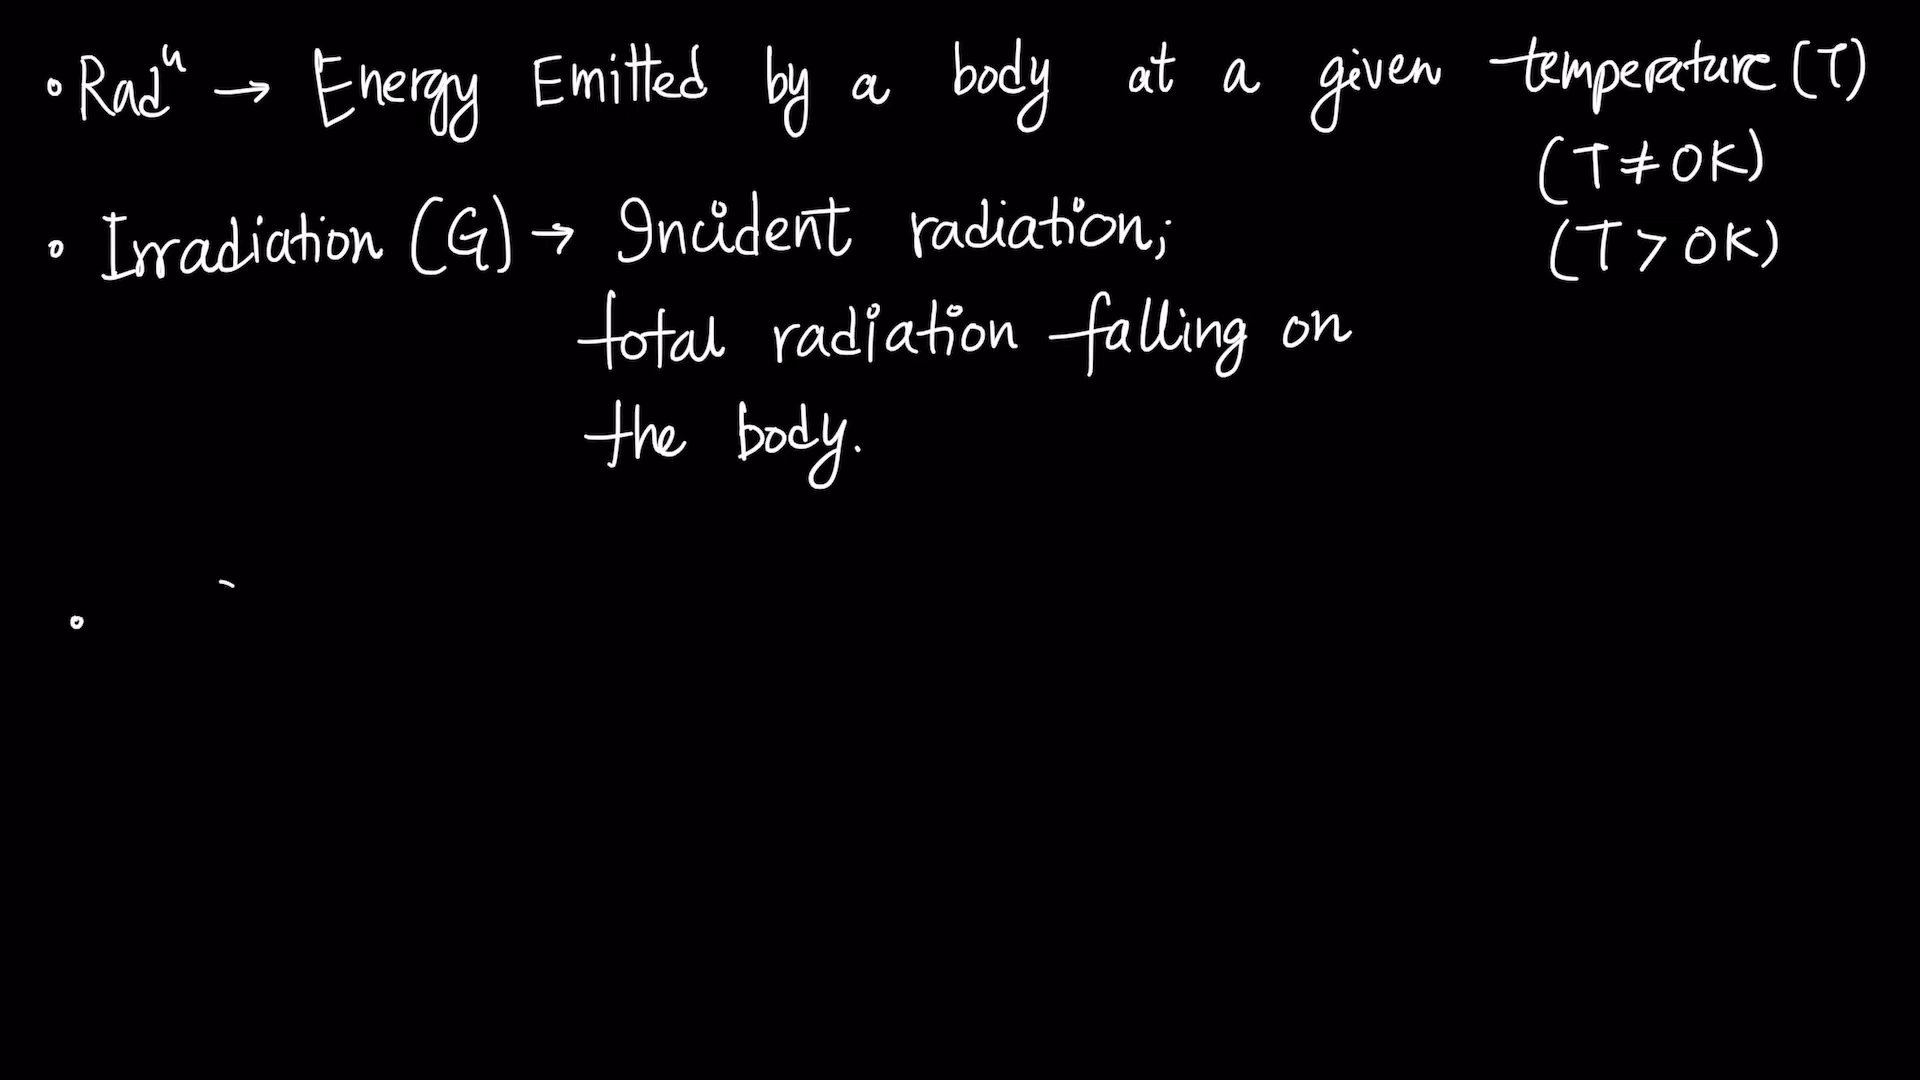 • Radⁿ → Energy Emitted by a body at a given temperature (T)
(T ≠ 0K)
• Irradiation (G) → Incident radiation;
(T > 0K)
total radiation falling on
the body.
•